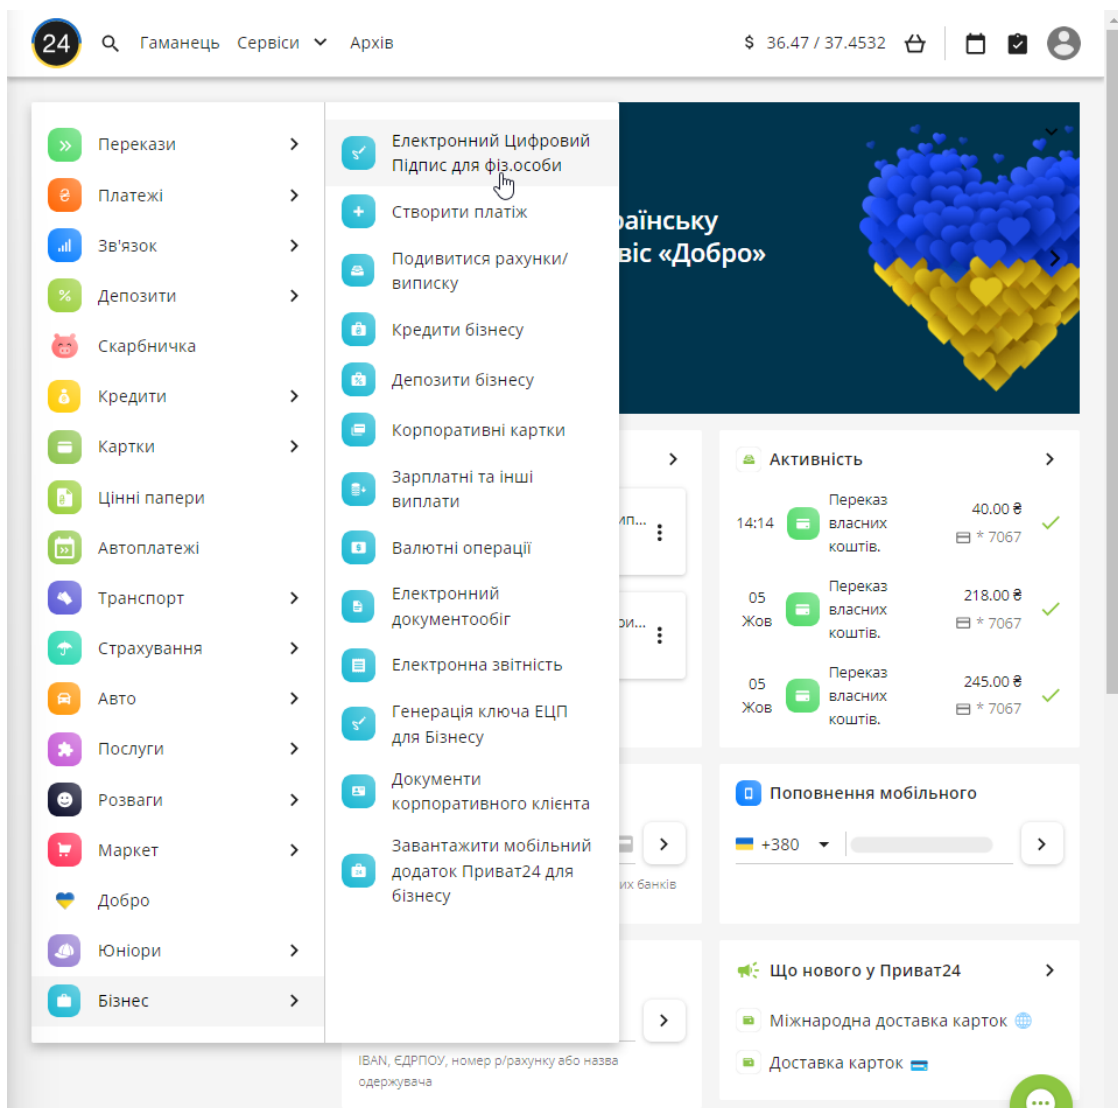 24 Гаманець Сервіси Архів $ 36.47 / 37.4532
Перекази
Платежі
Зв'язок
Депозити
Скарбничка
Кредити
Картки
Цінні папери
Автоплатежі
Транспорт
Страхування
Авто
Послуги
Розваги
Маркет
Добро
Юніори
Бізнес
Електронний Цифровий
Підпис для фіз.особи
Створити платіж
Подивитися рахунки/
виписку
Кредити бізнесу
Депозити бізнесу
Корпоративні картки
Зарплатні та інші
виплати
Валютні операції
Електронний
документообіг
Електронна звітність
Генерація ключа ЕЦП
для Бізнесу
Документи
корпоративного клієнта
Завантажити мобільний
додаток Приват24 для
бізнесу
«Добро»
Активність
14:14
Переказ
власних
коштів.
40.00 ₴
* 7067
05
Жов
Переказ
власних
коштів.
218.00 ₴
* 7067
05
Жов
Переказ
власних
коштів.
245.00 ₴
* 7067
банків
Поповнення мобільного
+380
IBAN, ЄДРПОУ, номер р/рахунку або назва
одержувача
Що нового у Приват24
Міжнародна доставка карток
Доставка карток